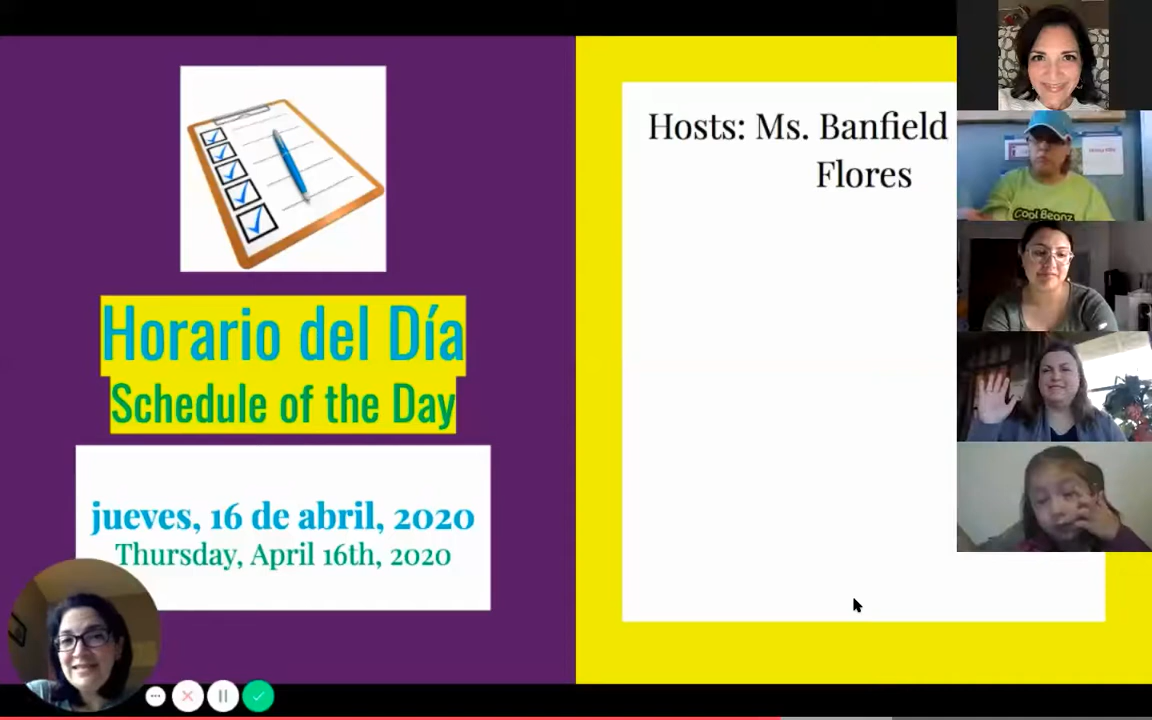 Horario del Día
Schedule of the Day
jueves, 16 de abril, 2020
Thursday, April 16th, 2020
Hosts: Ms. Banfield
Flores
Cool Beanz